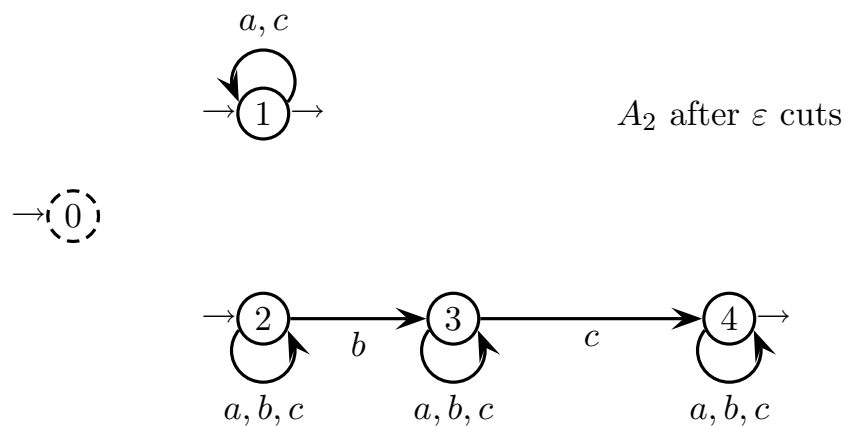 a, c
1
A₂ after ε cuts
0
2 b 3 c 4
a, b, c a, b, c a, b, c